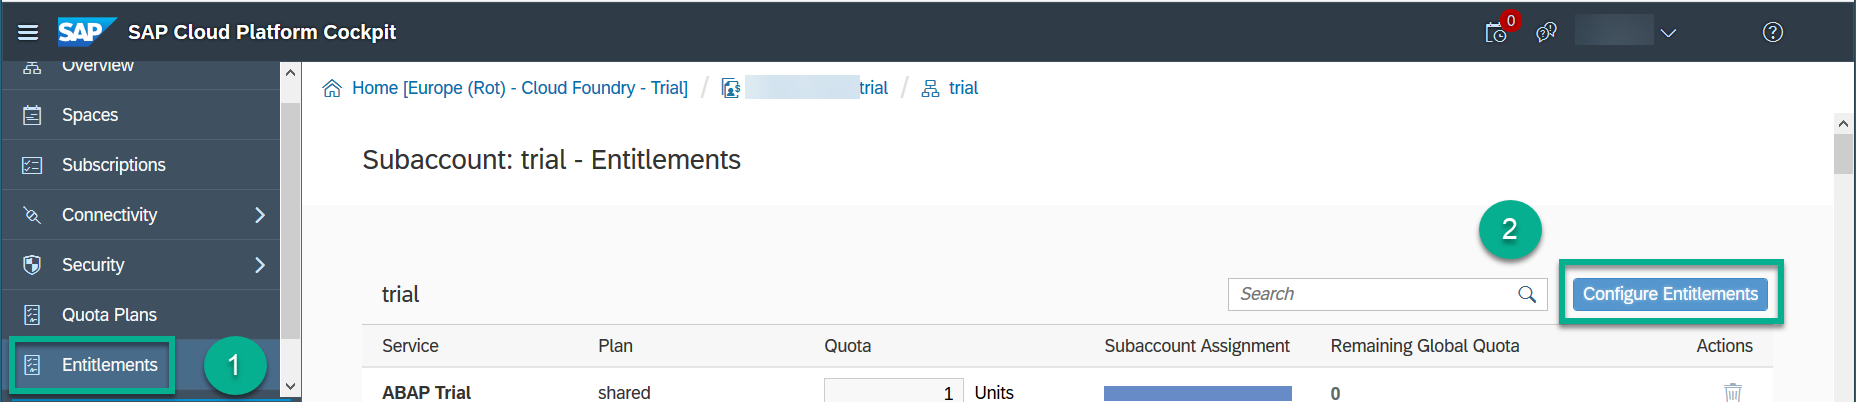 SAP SAP Cloud Platform Cockpit 0
Overview
Home [Europe (Rot) - Cloud Foundry - Trial] / trial / trial
Spaces
Subscriptions
Connectivity
Security
Quota Plans
Entitlements 1
Subaccount: trial - Entitlements
2
trial Search Configure Entitlements
Service Plan Quota Subaccount Assignment Remaining Global Quota Actions
ABAP Trial shared 1 Units 0